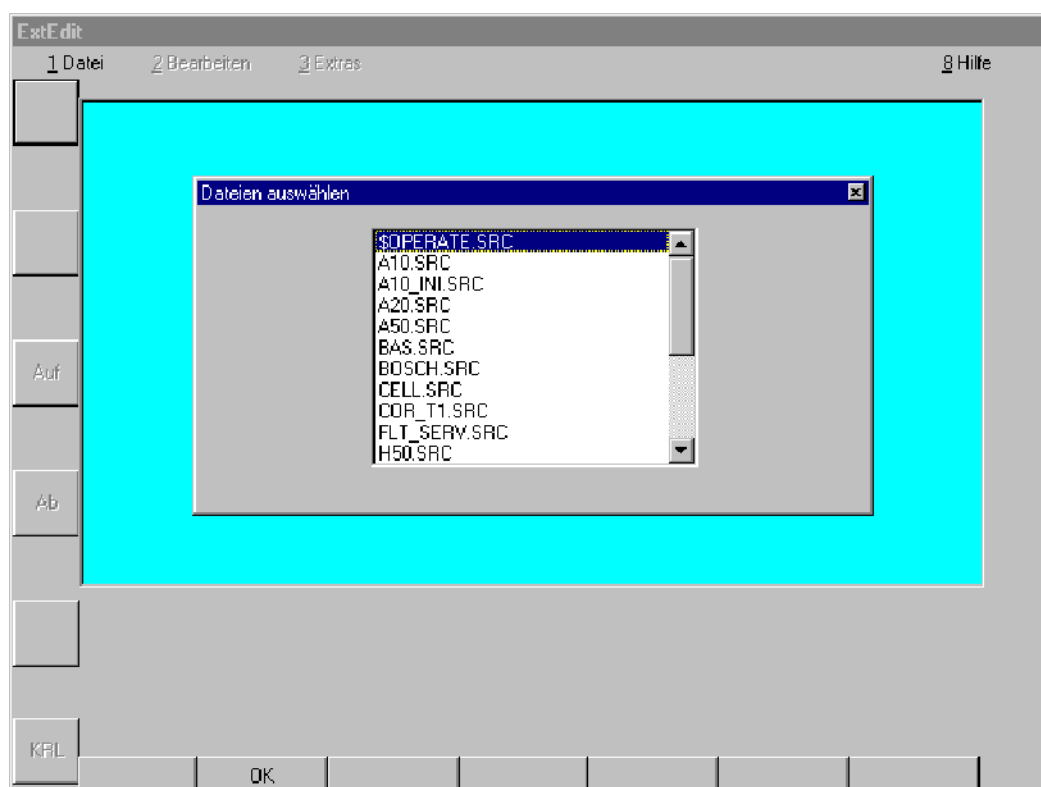 ExtEdit
1 Datei 2 Bearbeiten 3 Extras 8 Hilfe
Dateien auswählen
$OPERATE.SRC
A10.SRC
A10_INI.SRC
A20.SRC
A50.SRC
BAS.SRC
BOSCH.SRC
CELL.SRC
COR_T1.SRC
FLT_SERV.SRC
H50.SRC
Auf
Ab
KRL
OK